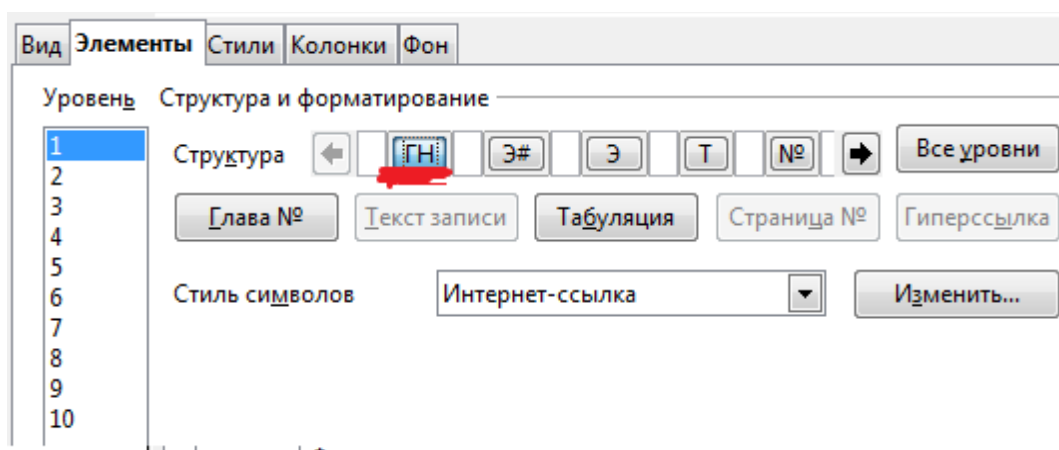 Вид Элементы Стили Колонки Фон
Уровень Структура и форматирование
1
Структура ГН Э# Э Т № Все уровни
2
3
Глава № Текст записи Табуляция Страница № Гиперссылка
4
5
6
Стиль символов Интернет-ссылка Изменить...
7
8
9
10